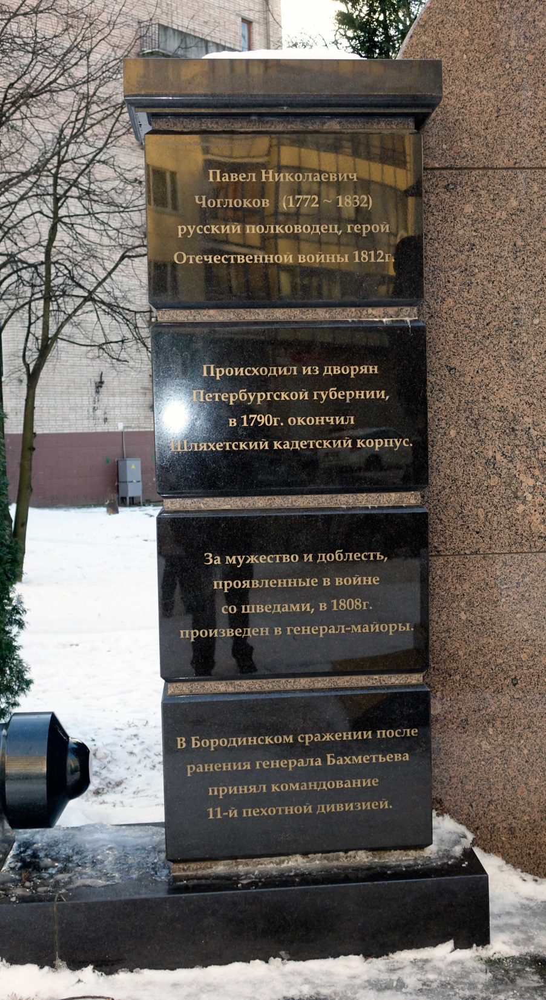 Павел Николаевич
Чоглоков (1772 ~ 1832)
русский полководец, герой
Отечественной войны 1812г.
Происходил из дворян
Петербургской губернии,
в 1790г. окончил
Шляхетский кадетский корпус.
За мужество и доблесть,
проявленные в войне
со шведами, в 1808г.
произведен в генерал-майоры.
В Бородинском сражении после
ранения генерала Бахметьева
принял командование
11-й пехотной дивизией.